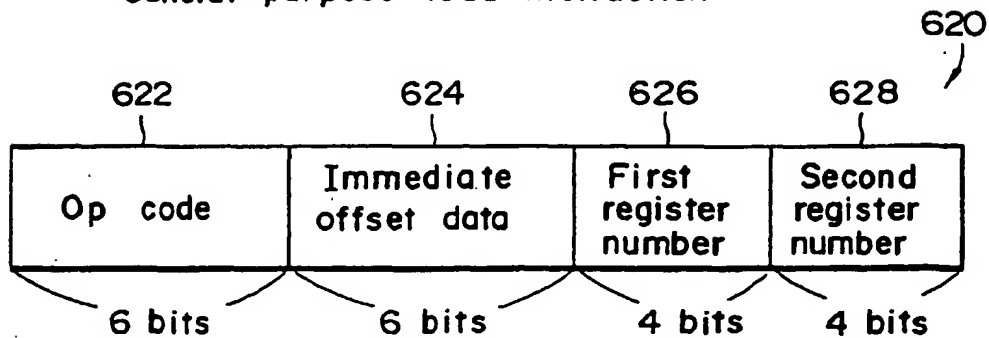 purpose
620
622 624 626 628
Op code
Immediate
offset data
First
register
number
Second
register
number
6 bits 6 bits 4 bits 4 bits